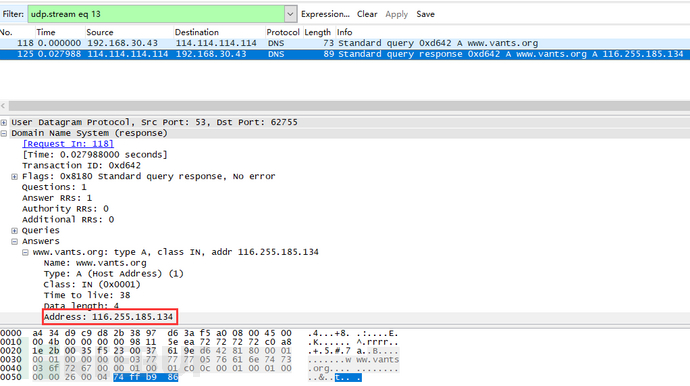 Filter: udp.stream eq 13 Expression... Clear Apply Save
No. Time Source Destination Protocol Length Info
118 0.000000 192.168.30.43 114.114.114.114 DNS 73 Standard query 0xd642 A www.vants.org
125 0.027988 114.114.114.114 192.168.30.43 DNS 89 Standard query response 0xd642 A www.vants.org A 116.255.185.134
User Datagram Protocol, Src Port: 53, Dst Port: 62755
Domain Name System (response)
[Request In: 118]
[Time: 0.027988000 seconds]
Transaction ID: 0xd642
Flags: 0x8180 Standard query response, No error
Questions: 1
Answer RRs: 1
Authority RRs: 0
Additional RRs: 0
Queries
Answers
www.vants.org: type A, class IN, addr 116.255.185.134
Name: www.vants.org
Type: A (Host Address) (1)
Class: IN (0x0001)
Time to live: 38
Data length: 4
Address: 116.255.185.134
0000 a4 34 d9 c9 d8 2b 38 97 d6 3a f5 a0 08 00 45 00 .4...+8. .:....E.
0010 00 4b 00 00 00 00 98 11 5e ea 72 72 72 72 c0 a8 .K...... ^.rrrr..
0020 1e 2b 00 35 f5 23 00 37 61 9e d6 42 81 80 00 01 .+.5.#.7 a..B....
0030 00 01 00 00 00 00 03 77 77 77 05 76 61 6e 74 73 .......w ww.vants
0040 03 6f 72 67 00 00 01 00 01 c0 0c 00 01 00 01 00 .org.... ........
0050 00 00 26 00 04 74 ff b9 86 ..&..t.. .